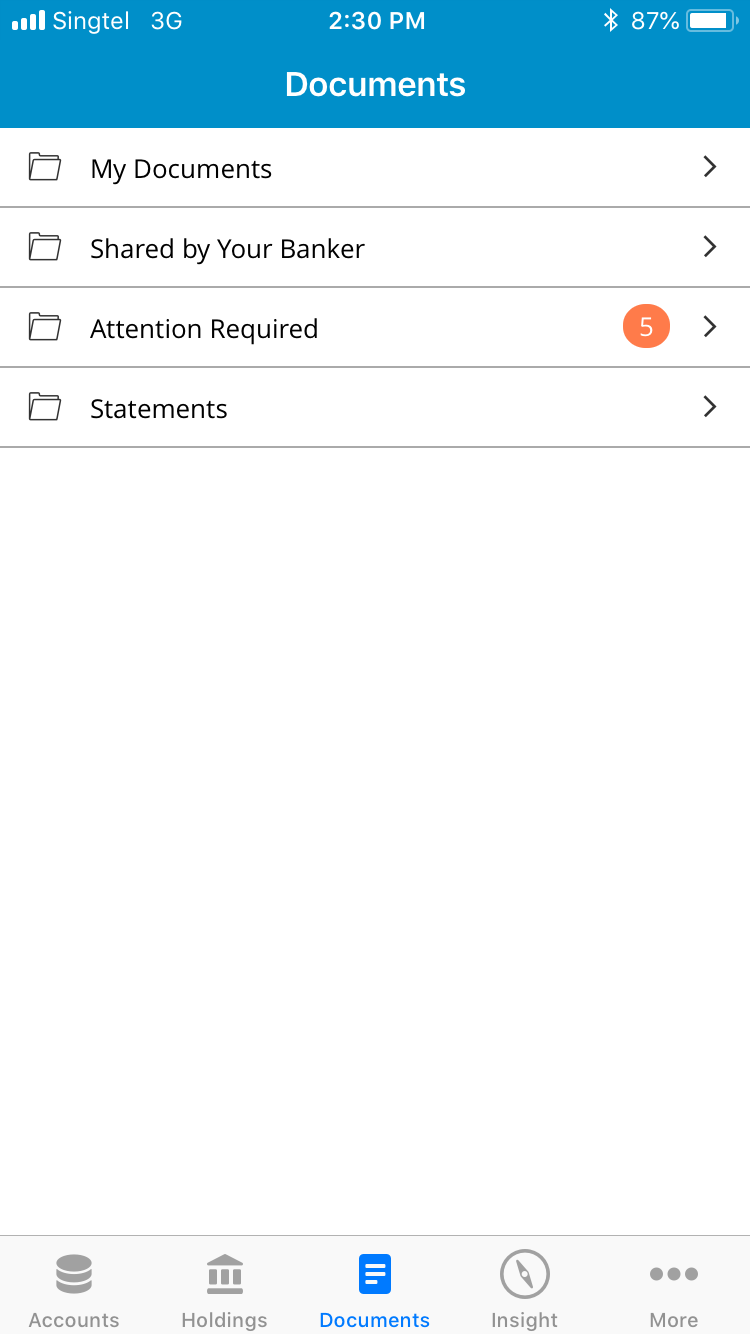 Singtel 3G 2:30 PM 87%
Documents
My Documents
Shared by Your Banker
Attention Required 5
Statements
Accounts Holdings Documents Insight More